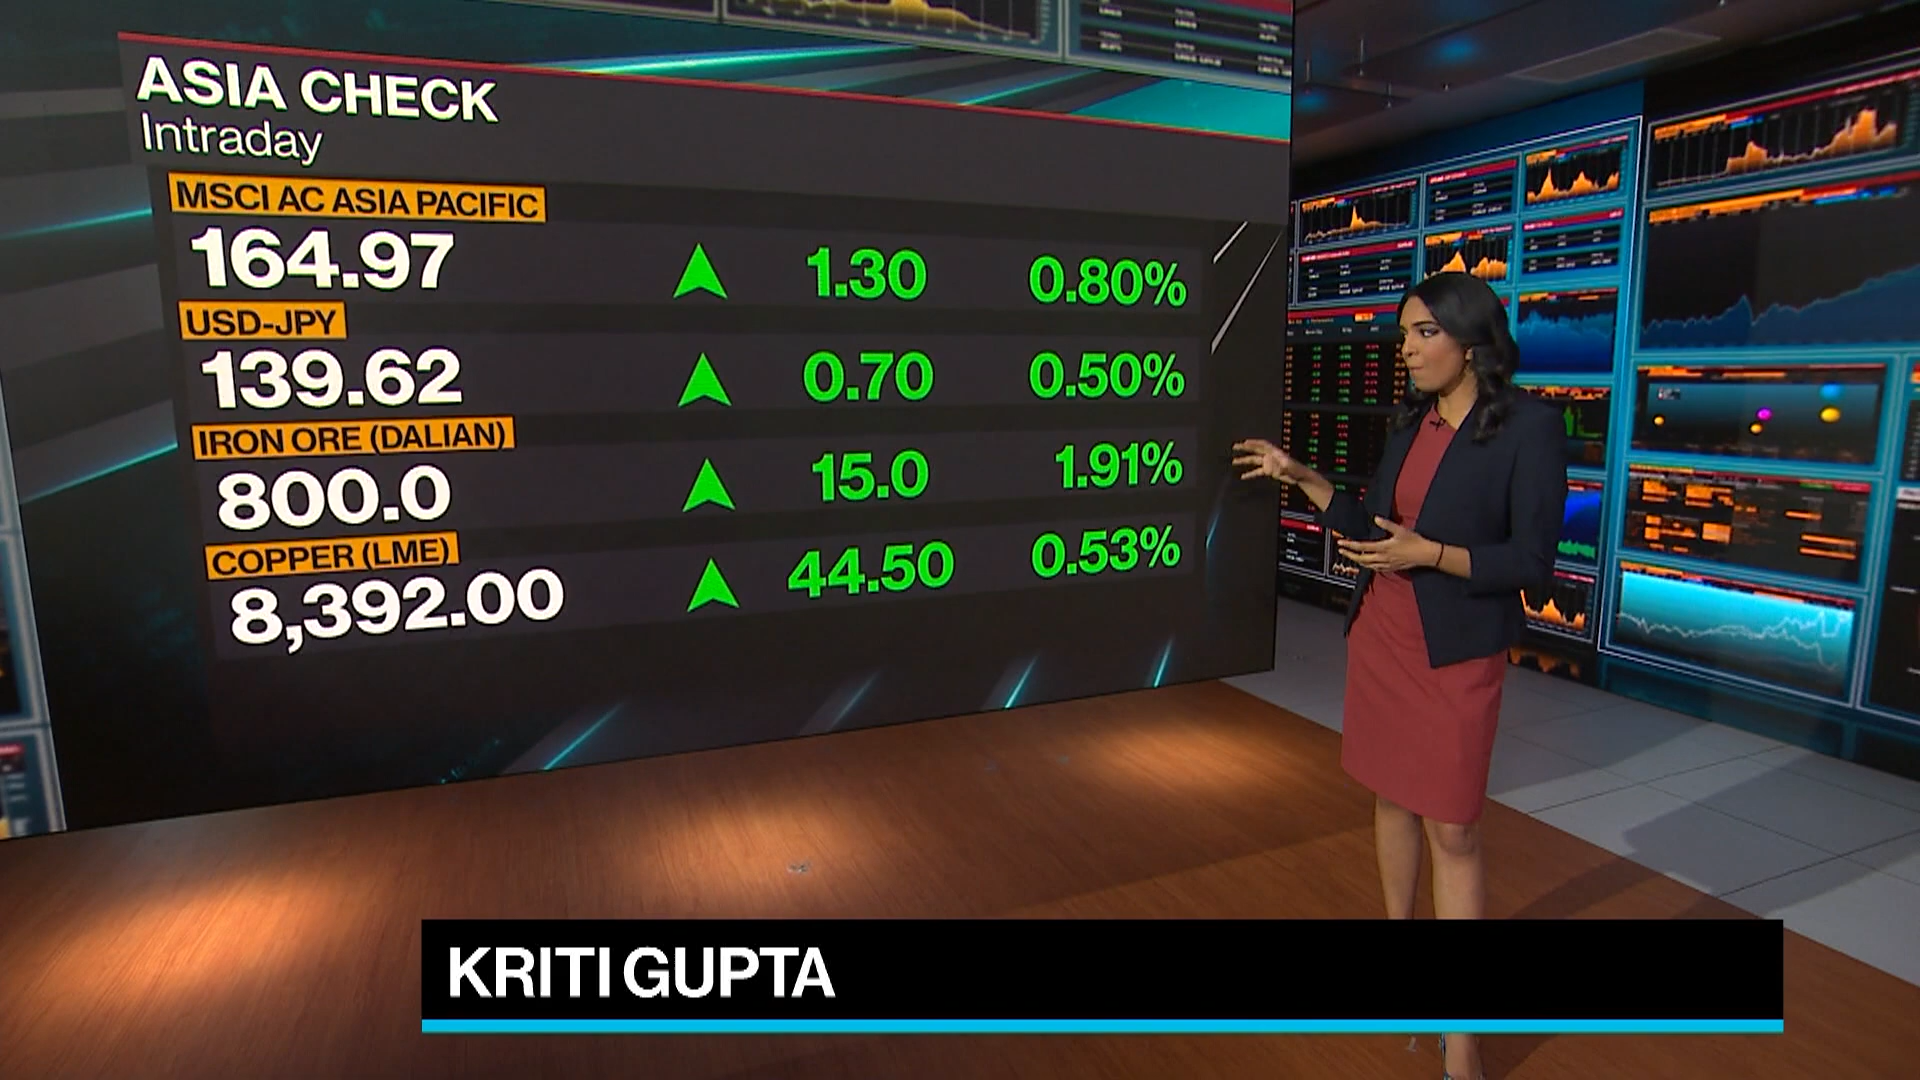 ASIA CHECK
Intraday
MSCI AC ASIA PACIFIC
164.97 1.30 0.80%
USD-JPY
139.62 0.70 0.50%
IRON ORE (DALIAN)
800.0 15.0 1.91%
COPPER (LME)
8,392.00 44.50 0.53%
KRITI GUPTA